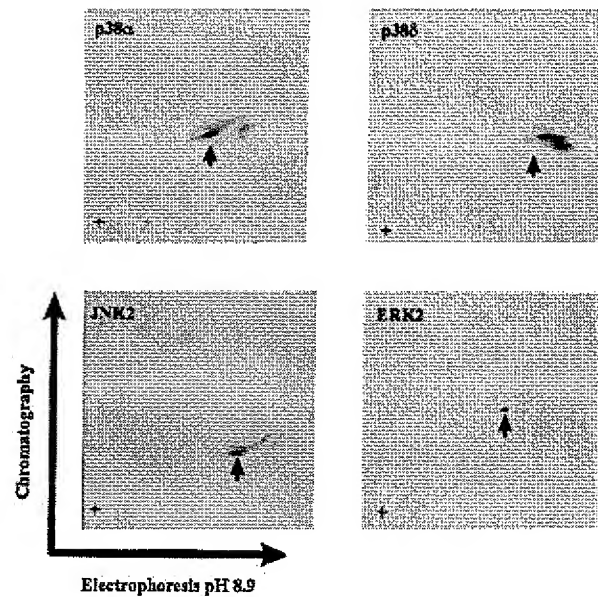 p38α
p38δ
JNK2
ERK2
Chromatography
Electrophoresis pH 8.9